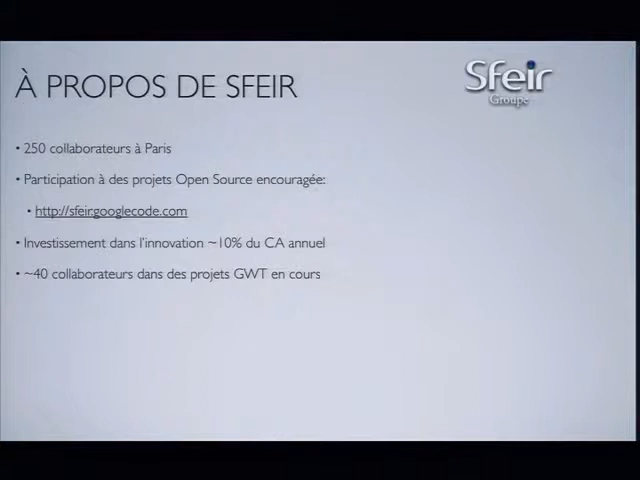 À PROPOS DE SFEIR
Sfeir
Groupe
• 250 collaborateurs à Paris
• Participation à des projets Open Source encouragée:
• http://sfeir.googlecode.com
• Investissement dans l'innovation ~10% du CA annuel
• ~40 collaborateurs dans des projets GWT en cours